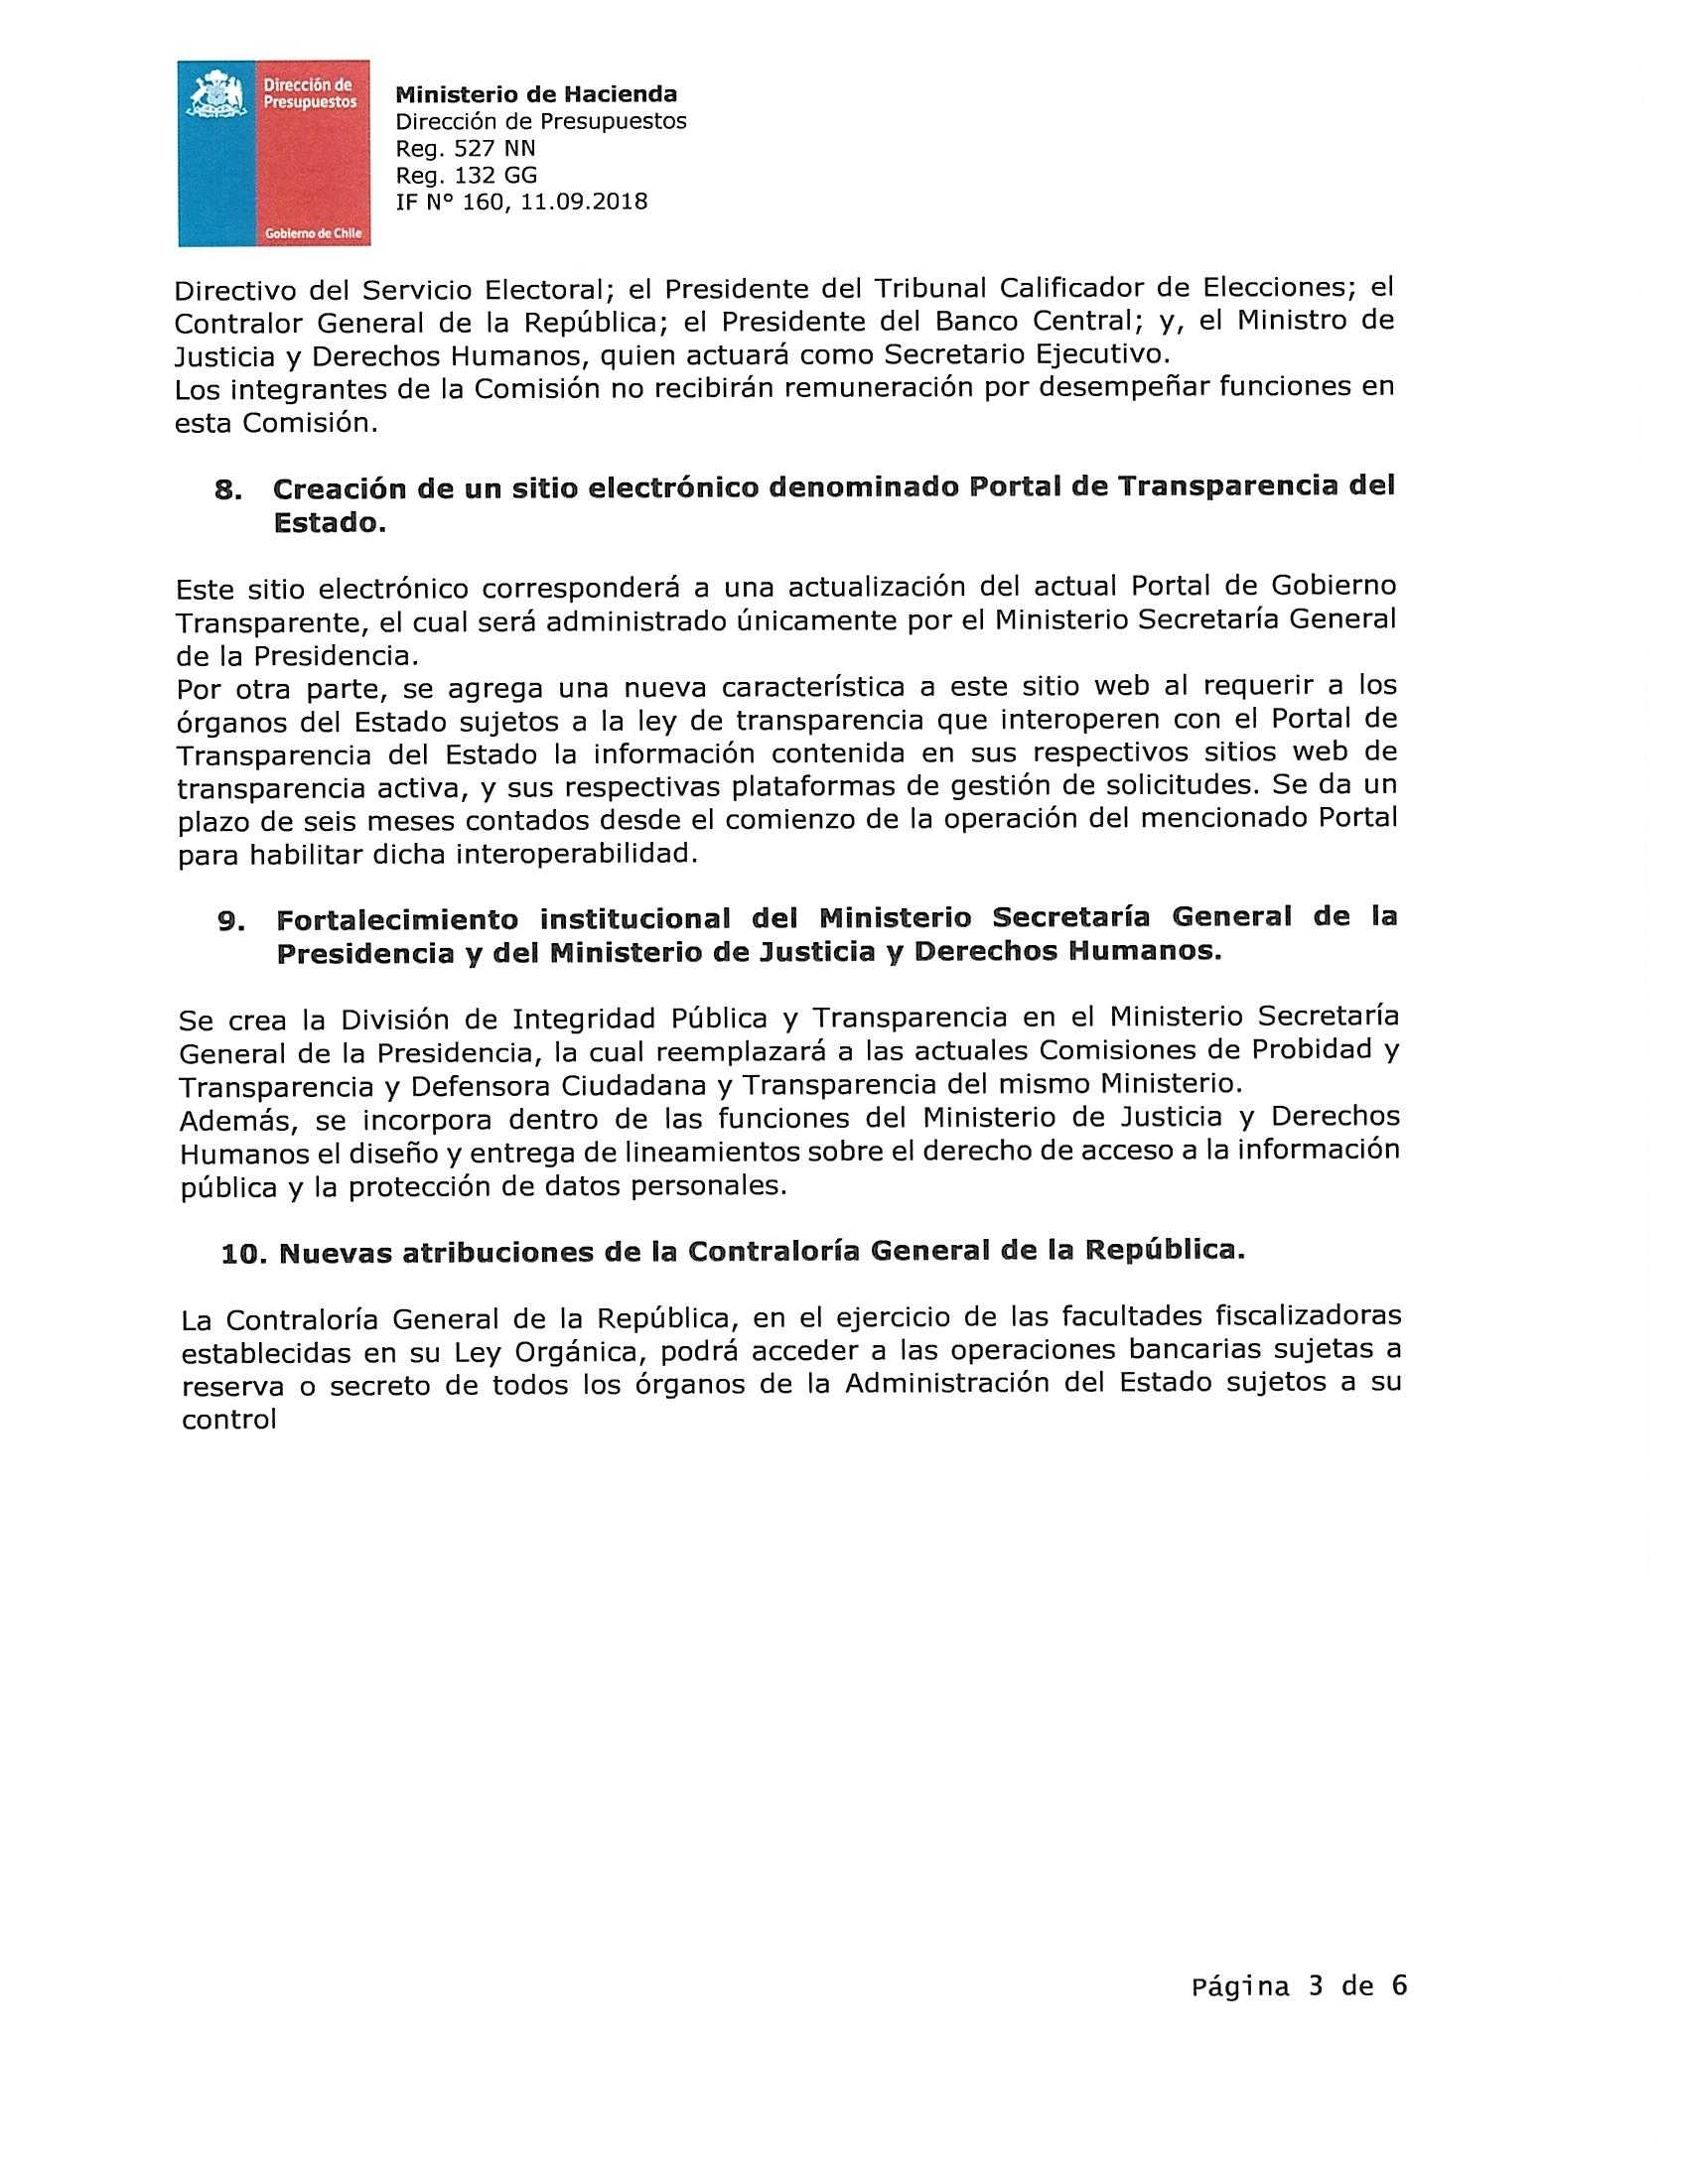 Dirección de
Presupuestos
Gobierno de Chile
Ministerio de Hacienda
Dirección de Presupuestos
Reg. 527 NN
Reg. 132 GG
IF Nº 160, 11.09.2018
Directivo del Servicio Electoral; el Presidente del Tribunal Calificador de Elecciones; el
Contralor General de la República; el Presidente del Banco Central; y, el Ministro de
Justicia y Derechos Humanos, quien actuará como Secretario Ejecutivo.
Los integrantes de la Comisión no recibirán remuneración por desempeñar funciones en
esta Comisión.
8. Creación de un sitio electrónico denominado Portal de Transparencia del
Estado.
Este sitio electrónico corresponderá a una actualización del actual Portal de Gobierno
Transparente, el cual será administrado únicamente por el Ministerio Secretaría General
de la Presidencia.
Por otra parte, se agrega una nueva característica a este sitio web al requerir a los
órganos del Estado sujetos a la ley de transparencia que interoperen con el Portal de
Transparencia del Estado la información contenida en sus respectivos sitios web de
transparencia activa, y sus respectivas plataformas de gestión de solicitudes. Se da un
plazo de seis meses contados desde el comienzo de la operación del mencionado Portal
para habilitar dicha interoperabilidad.
9. Fortalecimiento institucional del Ministerio Secretaría General de la
Presidencia y del Ministerio de Justicia y Derechos Humanos.
Se crea la División de Integridad Pública y Transparencia en el Ministerio Secretaría
General de la Presidencia, la cual reemplazará a las actuales Comisiones de Probidad y
Transparencia y Defensora Ciudadana y Transparencia del mismo Ministerio.
Además, se incorpora dentro de las funciones del Ministerio de Justicia y Derechos
Humanos el diseño y entrega de lineamientos sobre el derecho de acceso a la información
pública y la protección de datos personales.
10. Nuevas atribuciones de la Contraloría General de la República.
La Contraloría General de la República, en el ejercicio de las facultades fiscalizadoras
establecidas en su Ley Orgánica, podrá acceder a las operaciones bancarias sujetas a
reserva o secreto de todos los órganos de la Administración del Estado sujetos a su
control
Página 3 de 6